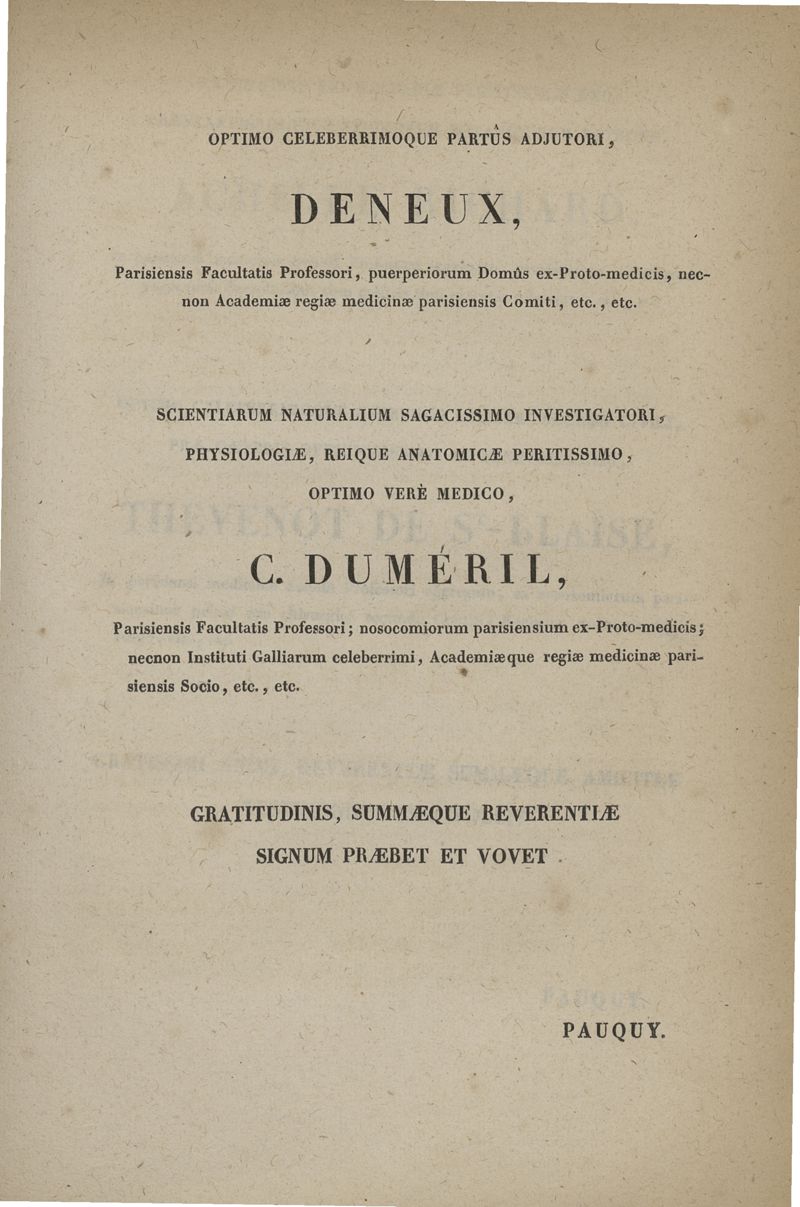 OPTIMO CELEBERRIMOQUE PARTÛS ADJUTORI,
DENEUX,
Parisiensis Facultatis Professori, puerperiorum Domûs ex-Proto-medicis, nec-
non Academiæ regiæ medicinæ parisiensis Comiti, etc., etc.
SCIENTIARUM NATURALIUM SAGACISSIMO INVESTIGATORI,
PHYSIOLOGIÆ, REIQUE ANATOMICÆ PERITISSIMO,
OPTIMO VERÈ MEDICO,
C. DUMÉRIL,
Parisiensis Facultatis Professori; nosocomiorum parisiensium ex-Proto-medicis;
necnon Instituti Galliarum celeberrimi, Academiæque regiæ medicinæ pari-
siensis Socio, etc., etc.
GRATITUDINIS, SUMMÆQUE REVERENTIÆ
SIGNUM PRÆBET ET VOVET.
PAUQUY.